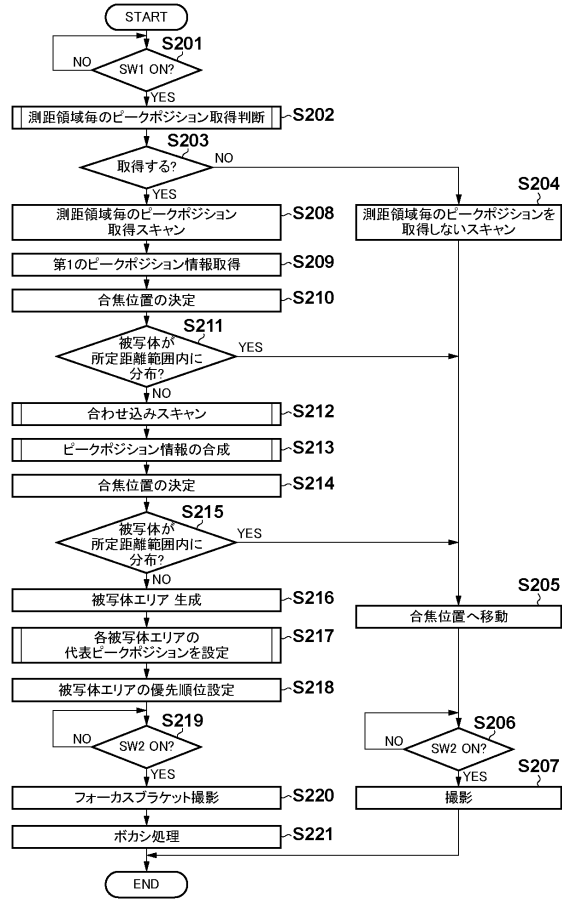 START
S201
SW1 ON?
NO
YES
測距領域毎のピークポジション取得判断
S202
S203
取得する?
NO
YES
S204
測距領域毎のピークポジションを
取得しないスキャン
測距領域毎のピークポジション
取得スキャン
S208
第1のピークポジション情報取得
S209
合焦位置の決定
S210
S211
被写体が
所定距離範囲内に
分布?
YES
NO
合わせ込みスキャン
S212
ピークポジション情報の合成
S213
合焦位置の決定
S214
S215
被写体が
所定距離範囲内に
分布?
YES
NO
被写体エリア 生成
S216
S205
合焦位置へ移動
各被写体エリアの
代表ピークポジションを設定
S217
被写体エリアの優先順位設定
S218
S219
SW2 ON?
NO
YES
S206
SW2 ON?
NO
YES
S207
撮影
フォーカスブラケット撮影
S220
ボカシ処理
S221
END